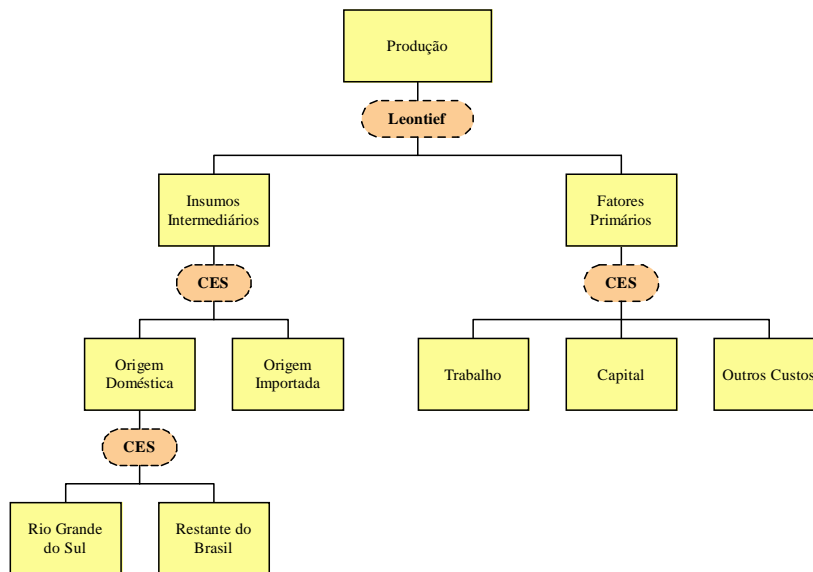 Produção
Leontief
Insumos
Intermediários
Fatores
Primários
CES
CES
Origem
Doméstica
Origem
Importada
Trabalho
Capital
Outros Custos
CES
Rio Grande
do Sul
Restante do
Brasil